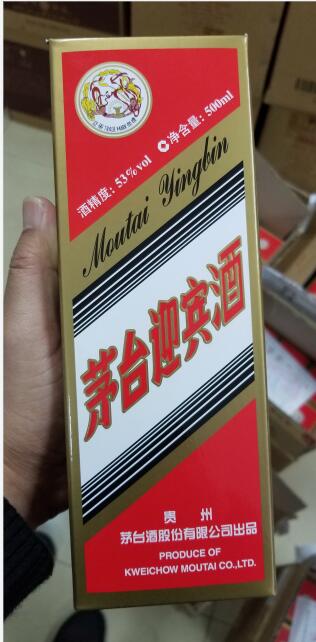 酒精度：53%vol 净含量：500ml
Moutai Yingbin
茅台迎宾酒
贵 州
茅台酒股份有限公司出品
PRODUCE OF
KWEICHOW MOUTAI CO.,LTD.